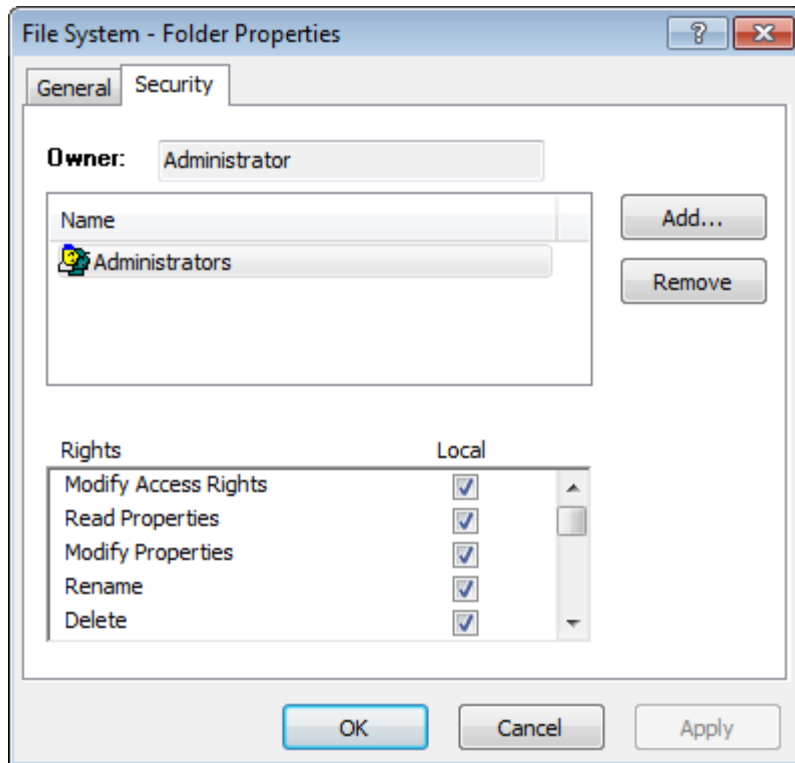 File System - Folder Properties
General Security
Owner: Administrator
Name
Add...
Administrators
Remove
Rights Local
Modify Access Rights
Read Properties
Modify Properties
Rename
Delete
OK Cancel Apply